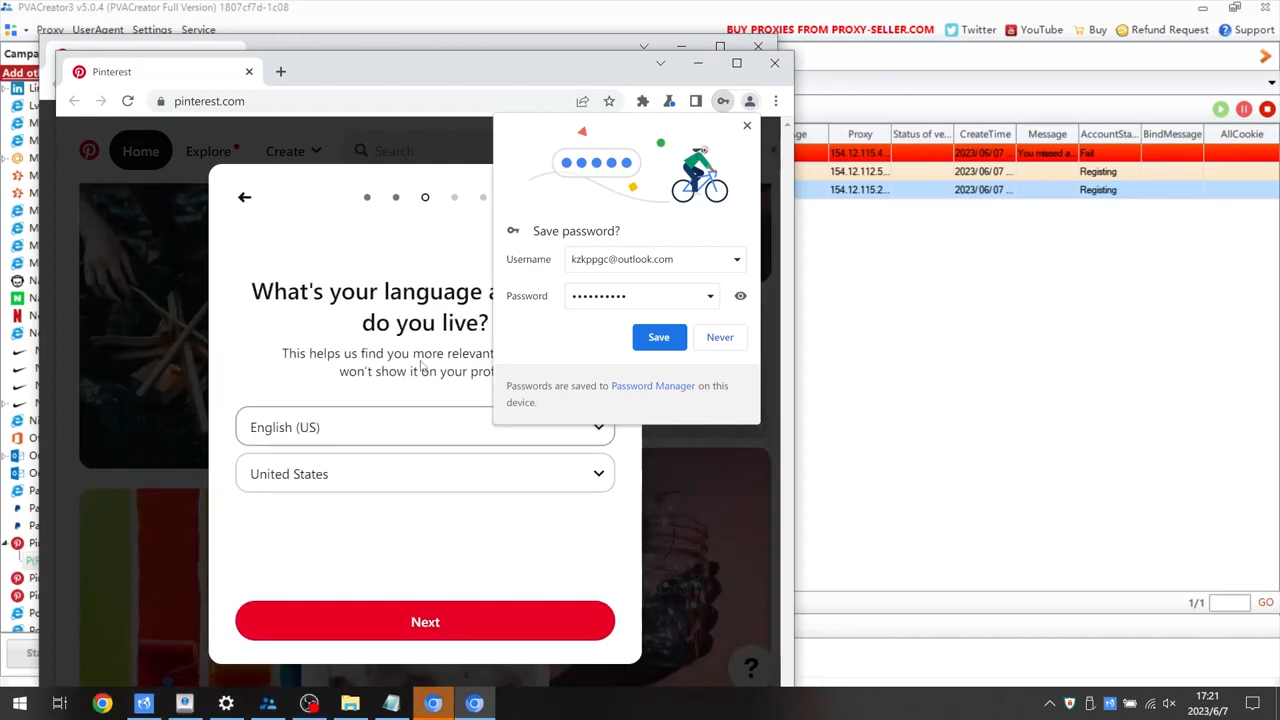 PVACreator3 v5.0.4 (PVACreator Full Version) 1807cf7d-1c08
Proxy UserAgent Settings Service
BUY PROXIES FROM PROXY-SELLER.COM Twitter YouTube Buy Refund Request Support
Campa
Add oth
Pinterest
pinterest.com
Home Explore Create Search
What's your language a
do you live?
This helps us find you more relevant
won't show it on your prof
English (US)
United States
Next
Save password?
Username kzkppgc@outlook.com
Password ••••••••••
Save Never
Passwords are saved to Password Manager on this
device.
ge Proxy Status of ve... CreateTime Message AccountSta... BindMessage AllCookie
154.12.115.4... 2023/06/07 ... You missed a... Fail
154.12.112.5... 2023/06/07 ... Registing
154.12.115.2... 2023/06/07 ... Registing
1/1 GO
?
17:21
2023/6/7